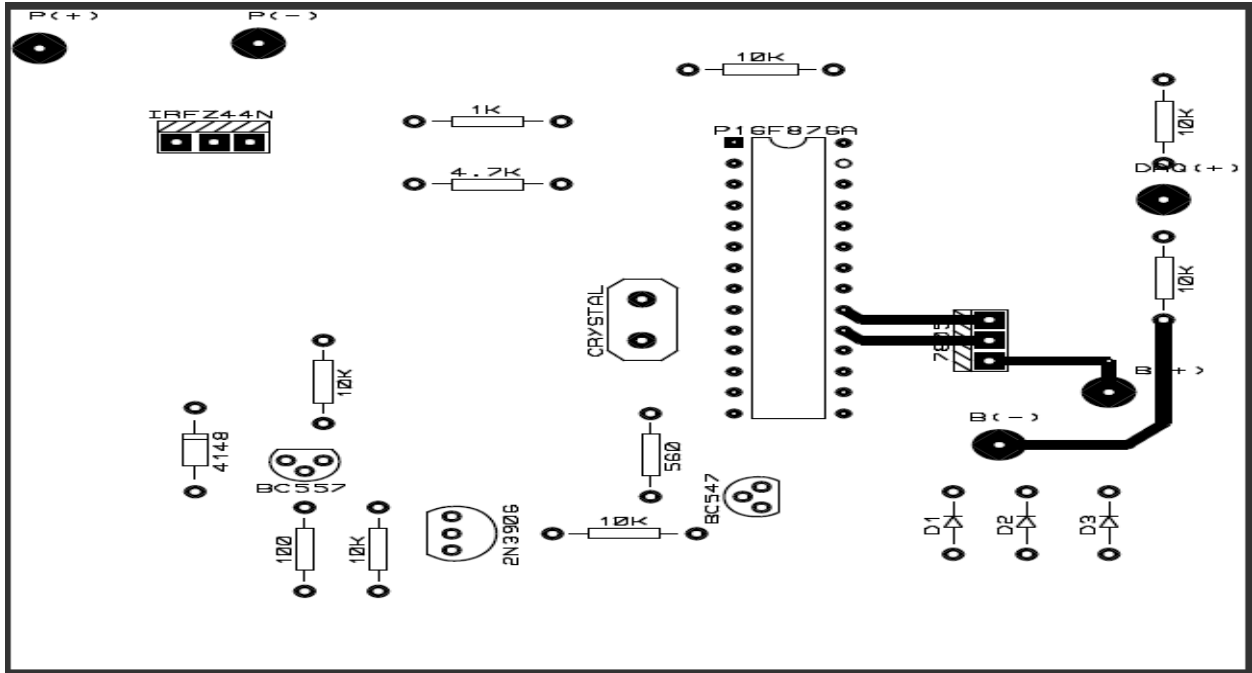 P(+)
P(-)
10K
IRFZ44N
1K
10K
P16F876A
4.7K
DAQ(+)
10K
CRYSTAL
7805
10K
B(+)
B(-)
4148
560
BC557
BC547
10K
D1
D2
D3
100
10K
2N3906